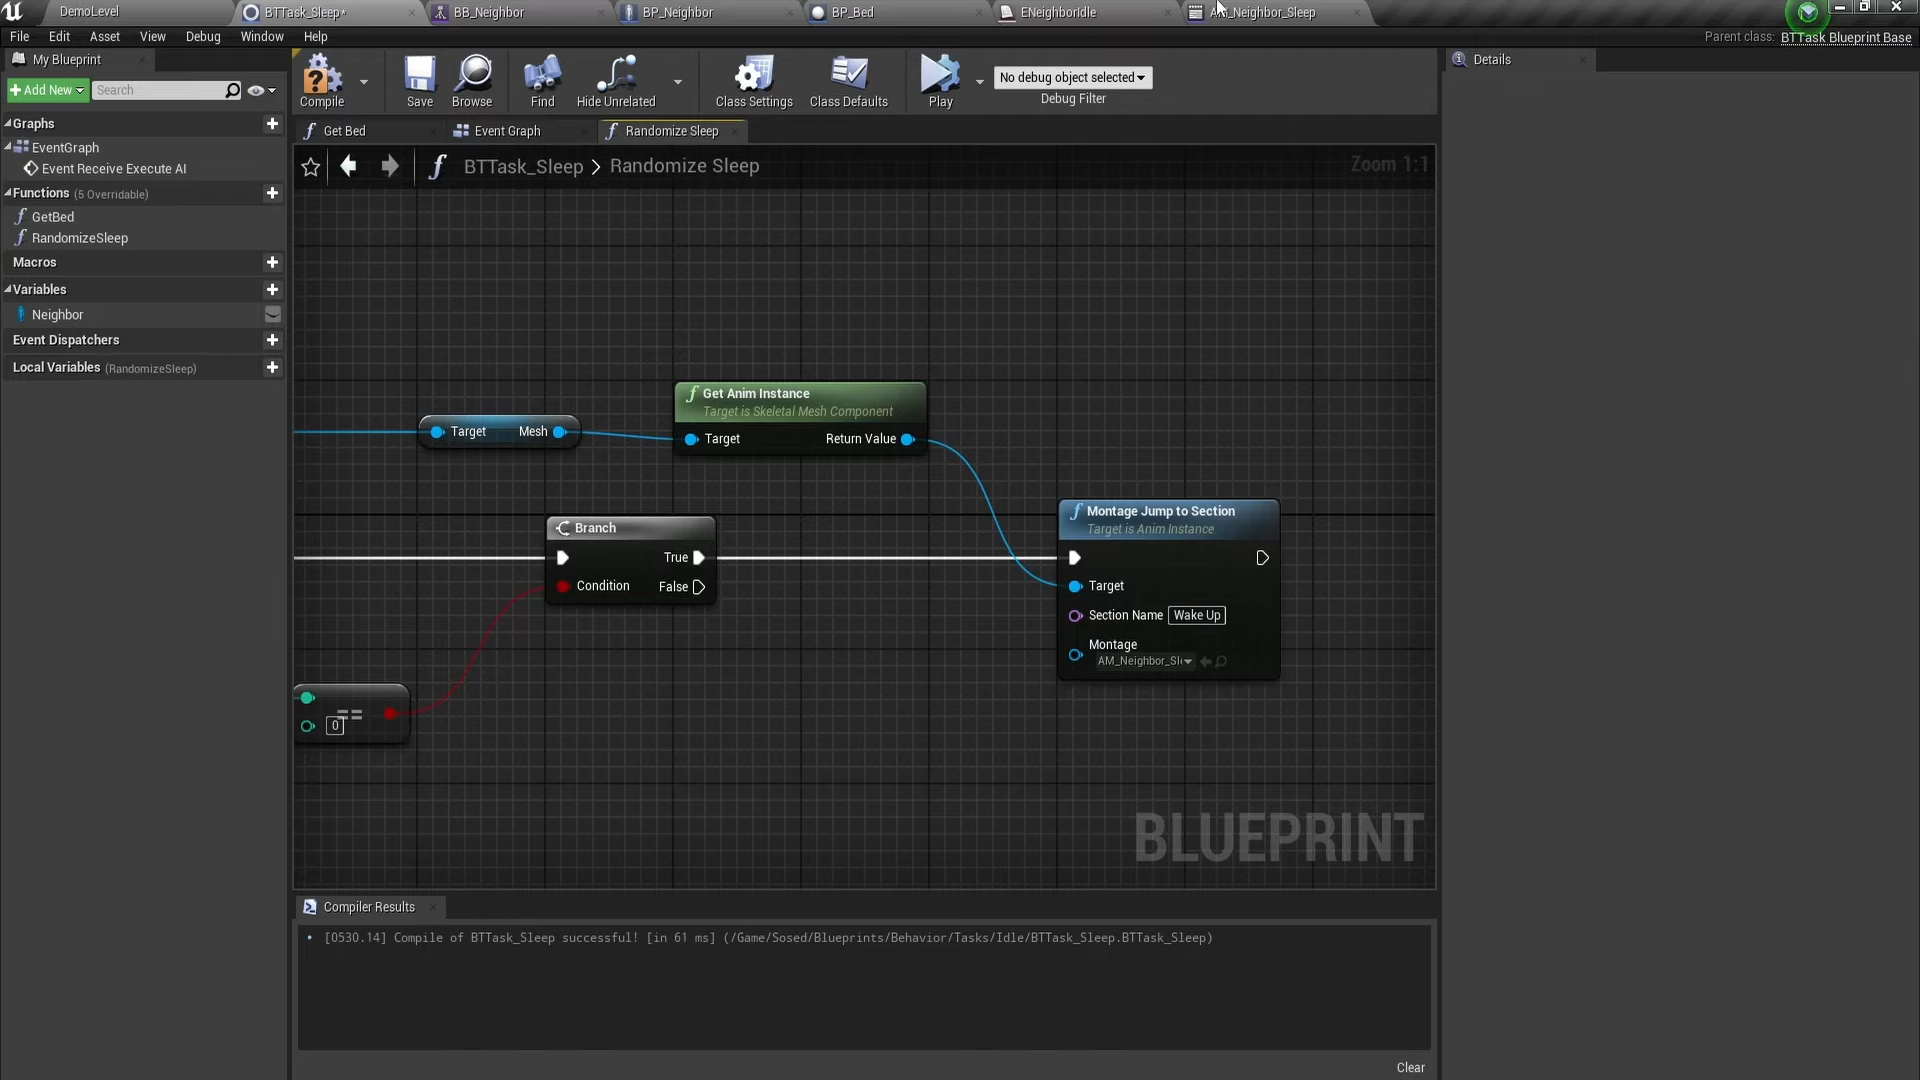 DemoLevel
BTTask_Sleep*
BB_Neighbor
BP_Neighbor
BP_Bed
ENeighborIdle
_Neighbor_Sleep
File Edit Asset View Debug Window Help
Parent class: BTTask Blueprint Base
My Blueprint
Details
Add New
Search
Compile
Save
Browse
Find
Hide Unrelated
Class Settings
Class Defaults
Play
No debug object selected
Debug Filter
Graphs
EventGraph
Event Receive Execute AI
Functions (5 Overridable)
GetBed
RandomizeSleep
Macros
Variables
Neighbor
Event Dispatchers
Local Variables (RandomizeSleep)
Get Bed
Event Graph
Randomize Sleep
BTTask_Sleep > Randomize Sleep
Zoom 1:1
Target Mesh
Get Anim Instance
Target is Skeletal Mesh Component
Target Return Value
Branch
True
Condition False
Montage Jump to Section
Target is Anim Instance
Target
Section Name Wake Up
Montage
AM_Neighbor_Sl
==
0
BLUEPRINT
Compiler Results
• [0530.14] Compile of BTTask_Sleep successful! [in 61 ms] (/Game/Sosed/Blueprints/Behavior/Tasks/Idle/BTTask_Sleep.BTTask_Sleep)
Clear